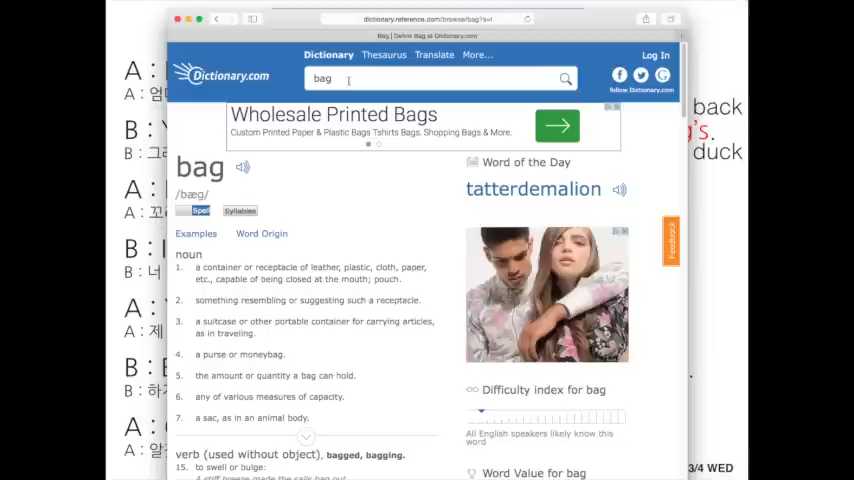 dictionary.reference.com/browse/bag?s=t
Bag | Define Bag at Dictionary.com
Dictionary Thesaurus Translate More...
Log In
Dictionary.com
bag
follow Dictionary.com
Wholesale Printed Bags
Custom Printed Paper & Plastic Bags Tshirts Bags, Shopping Bags & More.
bag
/bæg/
Spell Syllables
Examples Word Origin
noun
1. a container or receptacle of leather, plastic, cloth, paper,
etc., capable of being closed at the mouth; pouch.
2. something resembling or suggesting such a receptacle.
3. a suitcase or other portable container for carrying articles,
as in traveling.
4. a purse or moneybag.
5. the amount or quantity a bag can hold.
6. any of various measures of capacity.
7. a sac, as in an animal body.
verb (used without object), bagged, bagging.
15. to swell or bulge:
A stiff breeze made the sails bag out.
Word of the Day
tatterdemalion
Difficulty index for bag
All English speakers likely know this
word
Word Value for bag
Feedback
A :
A :
B :
B : 그
A :
A : 꼬
B : I
B : 너
A :
A : 제
B :
B : 하
A :
A : 알
back
g's.
duck
3/4 WED